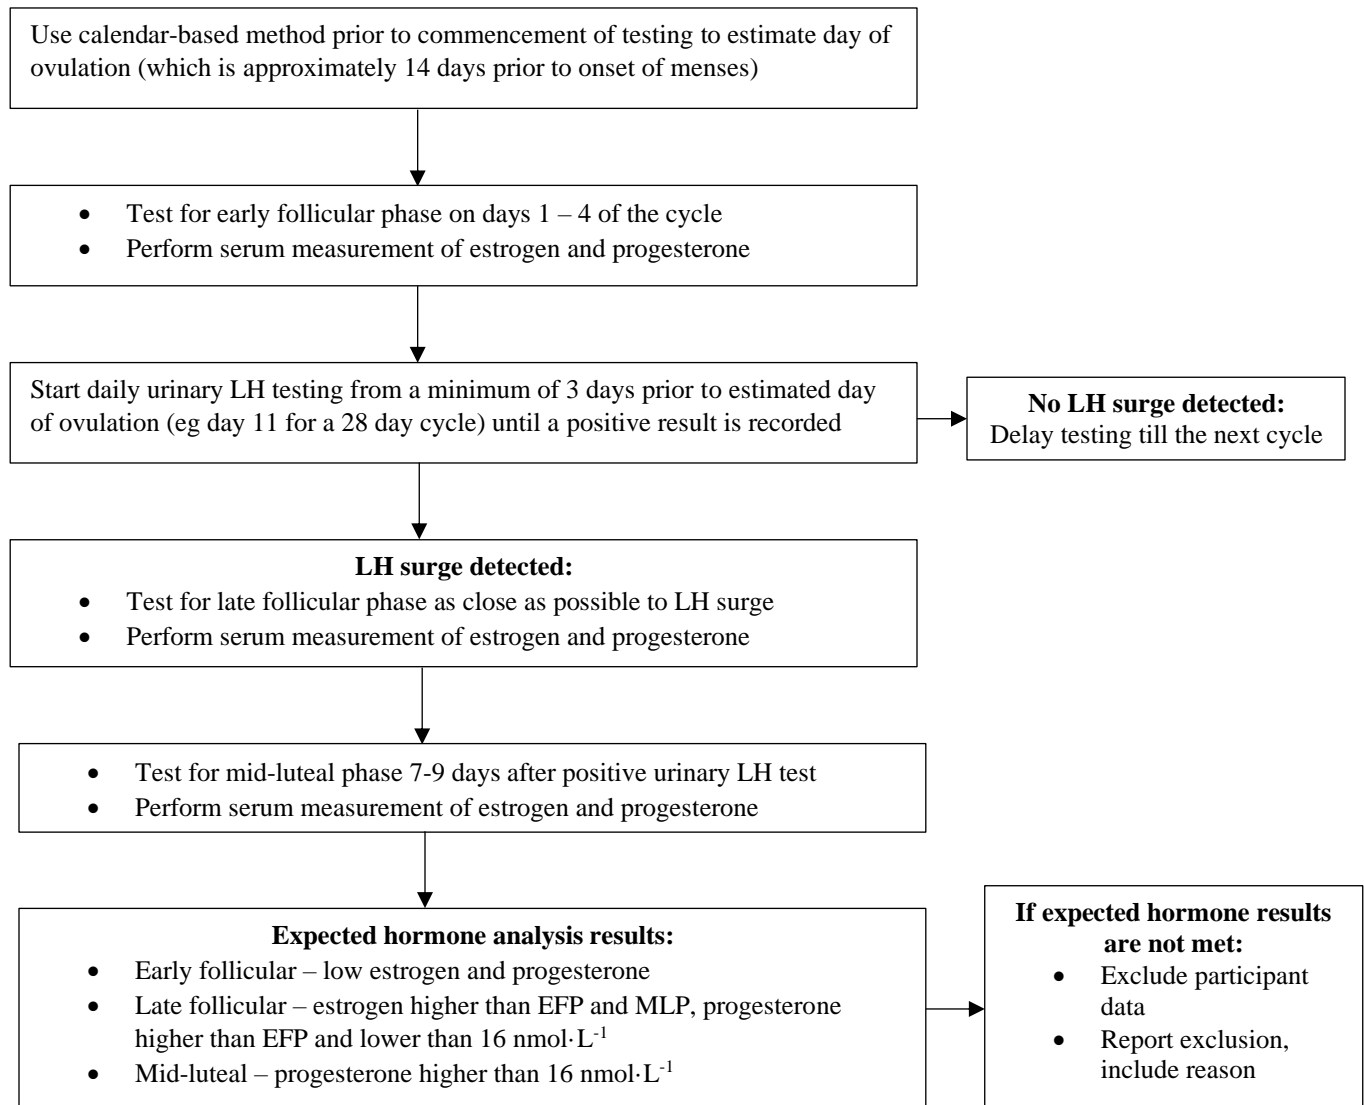 Use calendar-based method prior to commencement of testing to estimate day of
ovulation (which is approximately 14 days prior to onset of menses)
• Test for early follicular phase on days 1 – 4 of the cycle
• Perform serum measurement of estrogen and progesterone
Start daily urinary LH testing from a minimum of 3 days prior to estimated day
of ovulation (eg day 11 for a 28 day cycle) until a positive result is recorded
No LH surge detected:
Delay testing till the next cycle
LH surge detected:
• Test for late follicular phase as close as possible to LH surge
• Perform serum measurement of estrogen and progesterone
• Test for mid-luteal phase 7-9 days after positive urinary LH test
• Perform serum measurement of estrogen and progesterone
Expected hormone analysis results:
• Early follicular – low estrogen and progesterone
• Late follicular – estrogen higher than EFP and MLP, progesterone
higher than EFP and lower than 16 nmol·L⁻¹
• Mid-luteal – progesterone higher than 16 nmol·L⁻¹
If expected hormone results
are not met:
• Exclude participant
data
• Report exclusion,
include reason